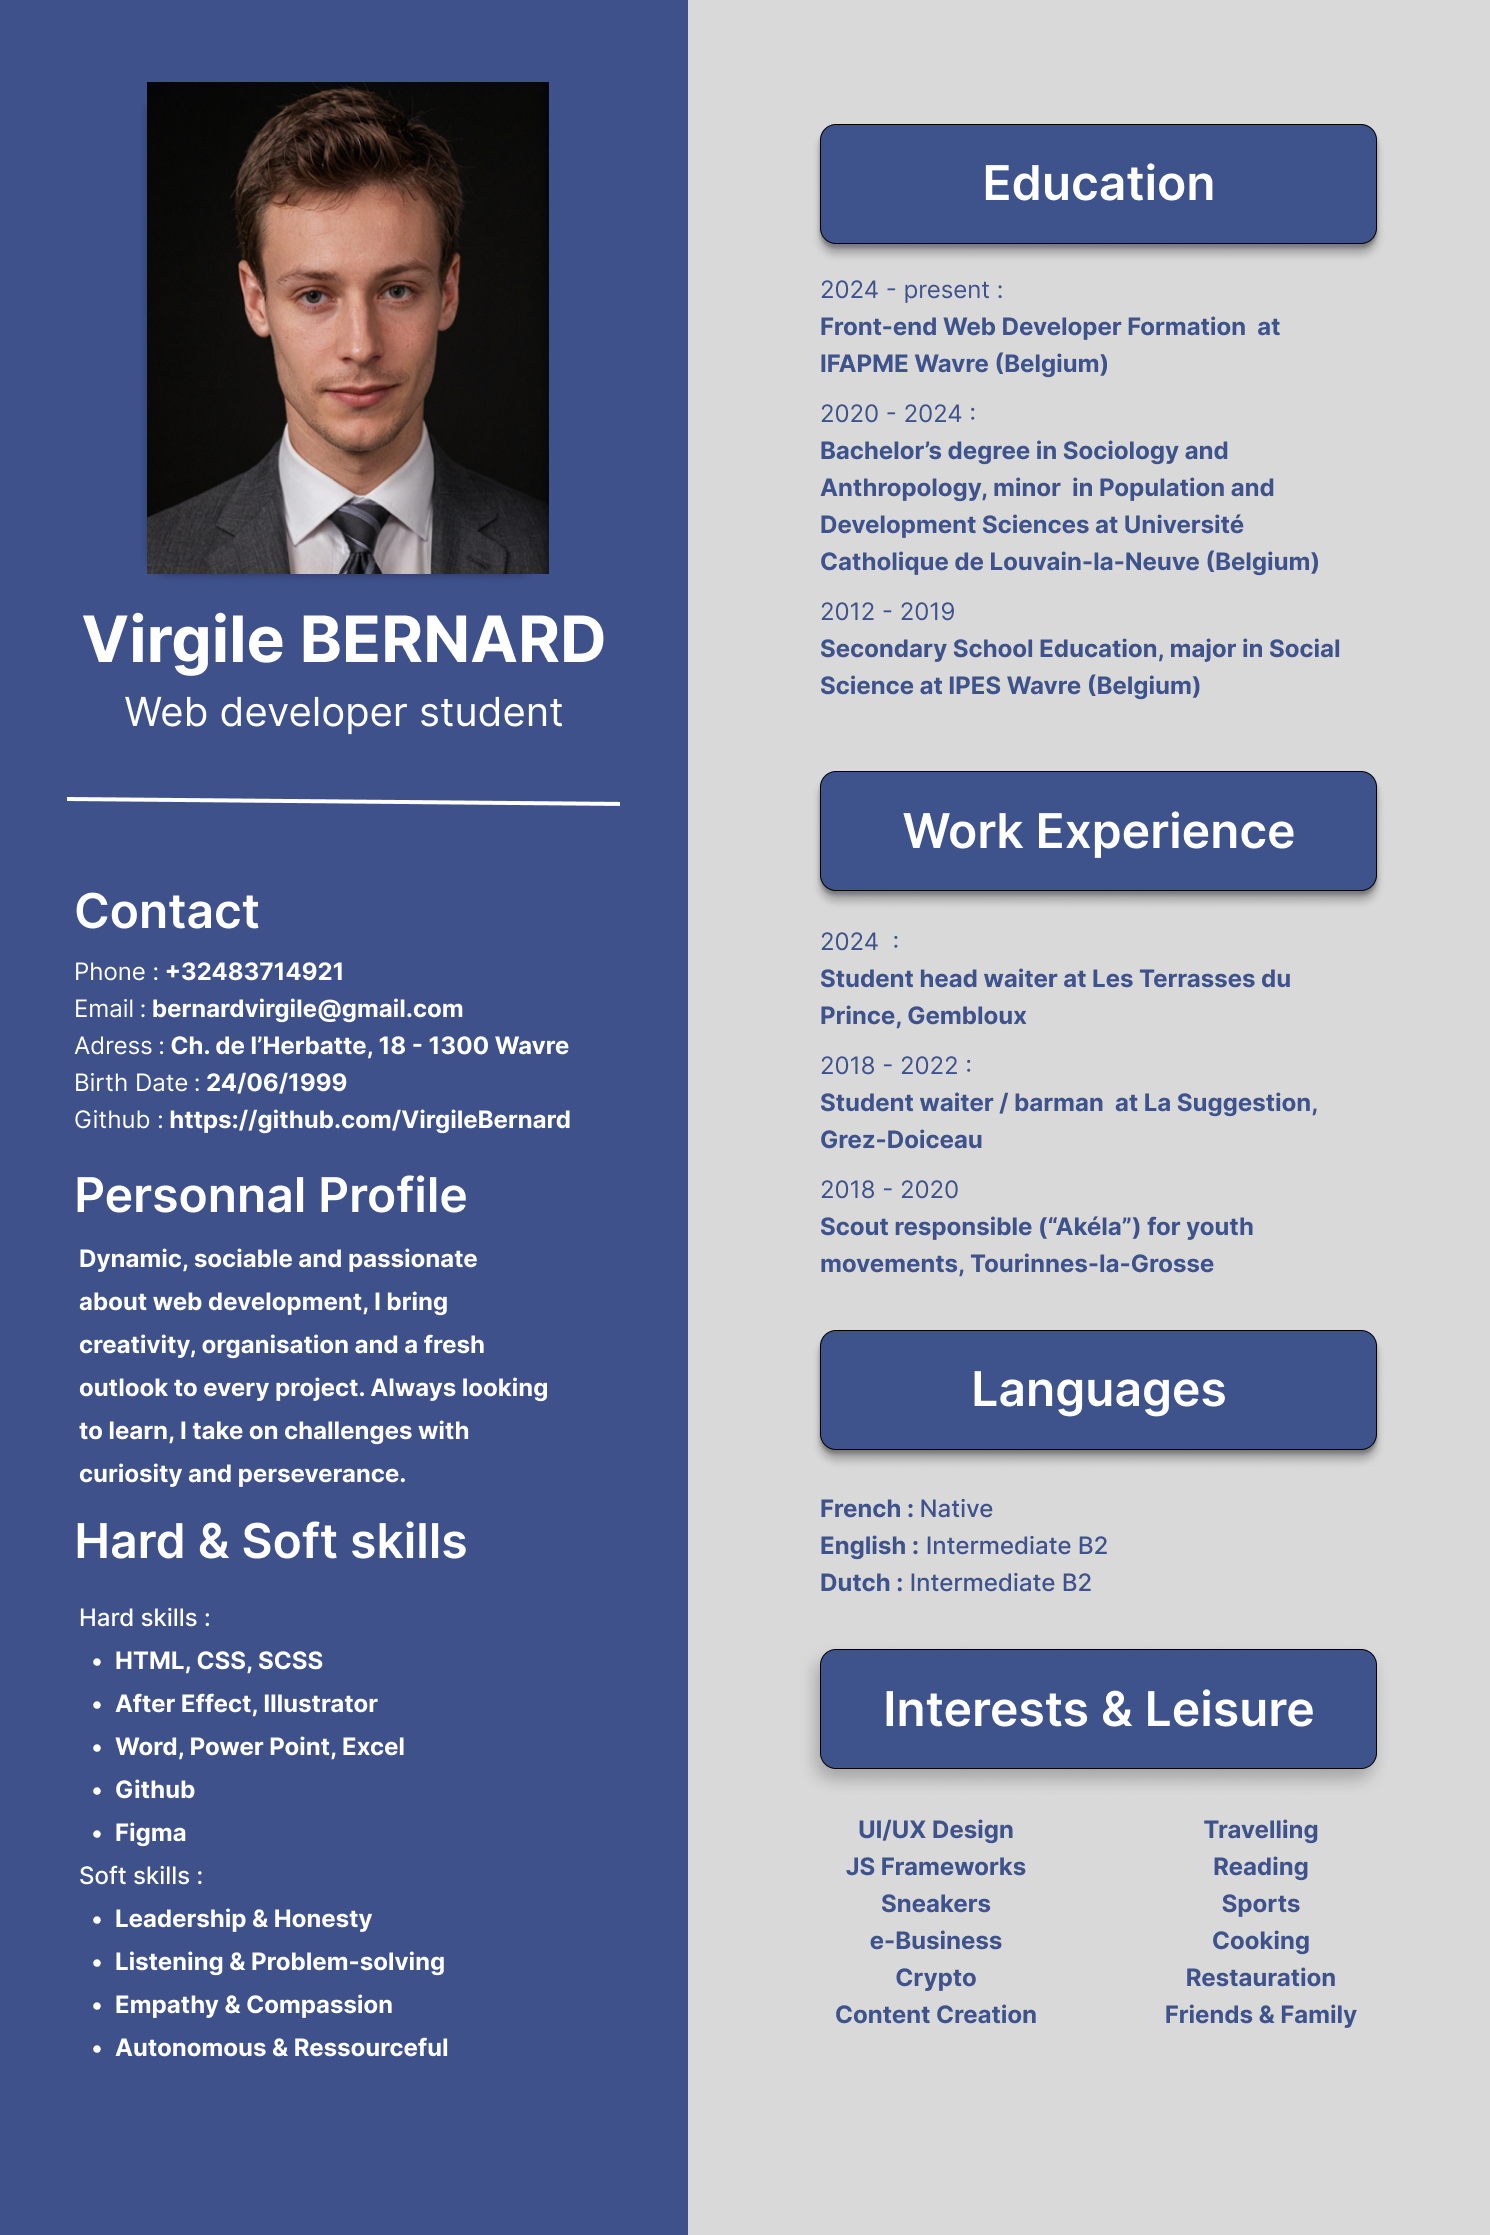 Virgile BERNARD
Web developer student
Contact
Phone : +32483714921
Email : bernardvirgile@gmail.com
Adress : Ch. de l’Herbatte, 18 - 1300 Wavre
Birth Date : 24/06/1999
Github : https://github.com/VirgileBernard
Personnal Profile
Dynamic, sociable and passionate
about web development, I bring
creativity, organisation and a fresh
outlook to every project. Always looking
to learn, I take on challenges with
curiosity and perseverance.
Hard & Soft skills
Hard skills :
• HTML, CSS, SCSS
• After Effect, Illustrator
• Word, Power Point, Excel
• Github
• Figma
Soft skills :
• Leadership & Honesty
• Listening & Problem-solving
• Empathy & Compassion
• Autonomous & Ressourceful
Education
2024 - present :
Front-end Web Developer Formation at
IFAPME Wavre (Belgium)
2020 - 2024 :
Bachelor’s degree in Sociology and
Anthropology, minor in Population and
Development Sciences at Université
Catholique de Louvain-la-Neuve (Belgium)
2012 - 2019
Secondary School Education, major in Social
Science at IPES Wavre (Belgium)
Work Experience
2024 :
Student head waiter at Les Terrasses du
Prince, Gembloux
2018 - 2022 :
Student waiter / barman at La Suggestion,
Grez-Doiceau
2018 - 2020
Scout responsible (“Akéla”) for youth
movements, Tourinnes-la-Grosse
Languages
French : Native
English : Intermediate B2
Dutch : Intermediate B2
Interests & Leisure
UI/UX Design
JS Frameworks
Sneakers
e-Business
Crypto
Content Creation
Travelling
Reading
Sports
Cooking
Restauration
Friends & Family